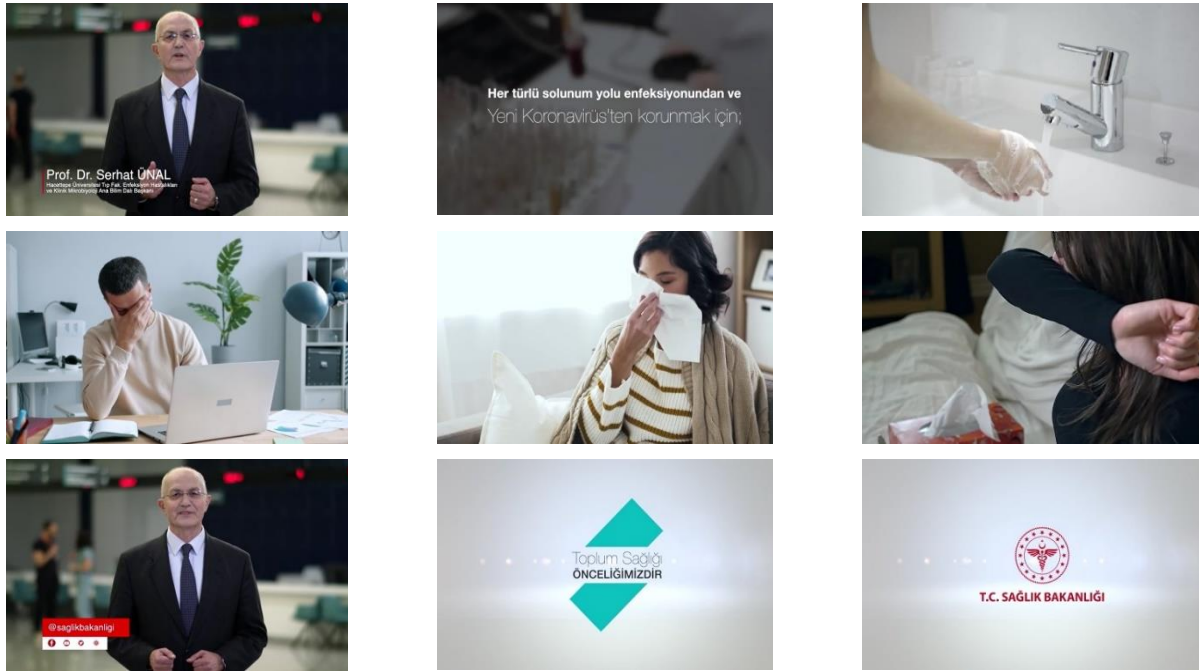 Prof. Dr. Serhat ÜNAL
Hacettepe Üniversitesi Tıp Fak. Enfeksiyon Hastalıkları
ve Klinik Mikrobiyoloji Ana Bilim Dalı Başkanı
Her türlü solunum yolu enfeksiyonundan ve
Yeni Koronavirüs'ten korunmak için;
@saglikbakanligi
Toplum Sağlığı
ÖNCELİĞİMİZDİR
T.C. SAĞLIK BAKANLIĞI